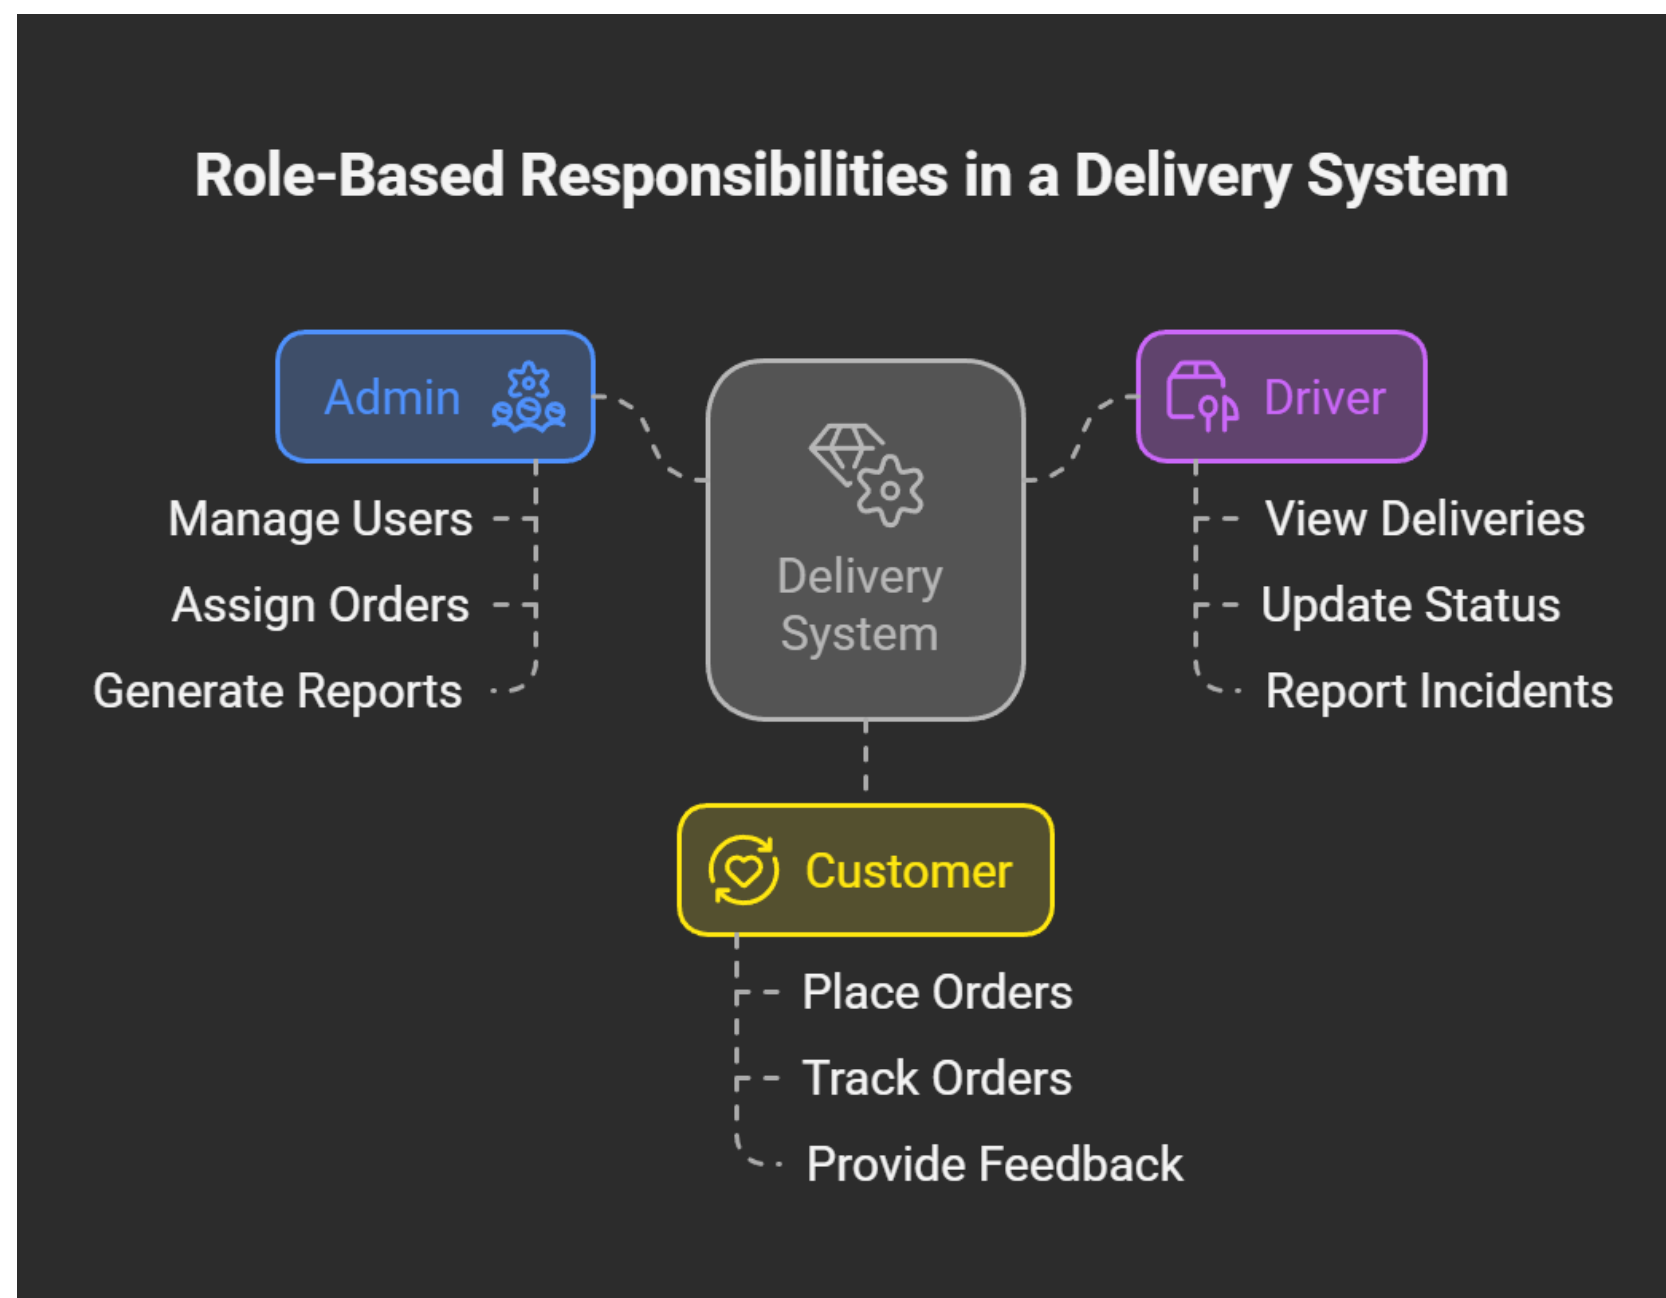 Role-Based Responsibilities in a Delivery System
Admin
Manage Users
Assign Orders
Generate Reports
Delivery
System
Driver
View Deliveries
Update Status
Report Incidents
Customer
Place Orders
Track Orders
Provide Feedback